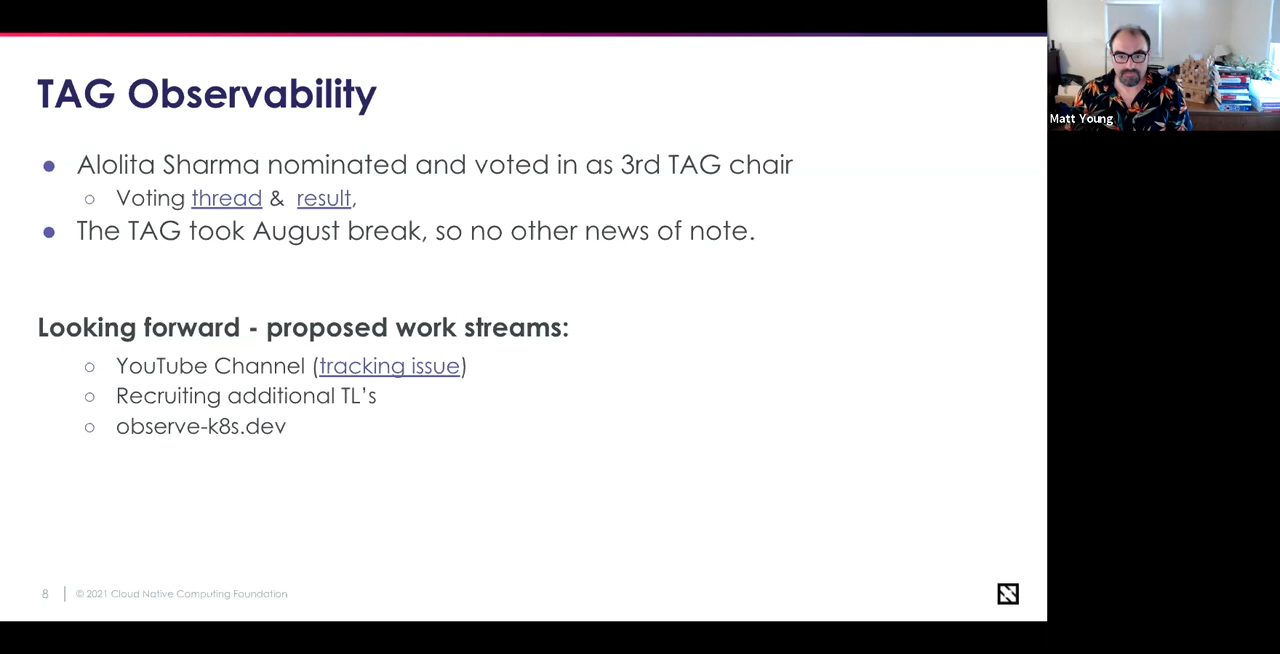 TAG Observability
● Alolita Sharma nominated and voted in as 3rd TAG chair
○ Voting thread & result,
● The TAG took August break, so no other news of note.
Looking forward - proposed work streams:
○ YouTube Channel (tracking issue)
○ Recruiting additional TL’s
○ observe-k8s.dev
8 | © 2021 Cloud Native Computing Foundation
Matt Young